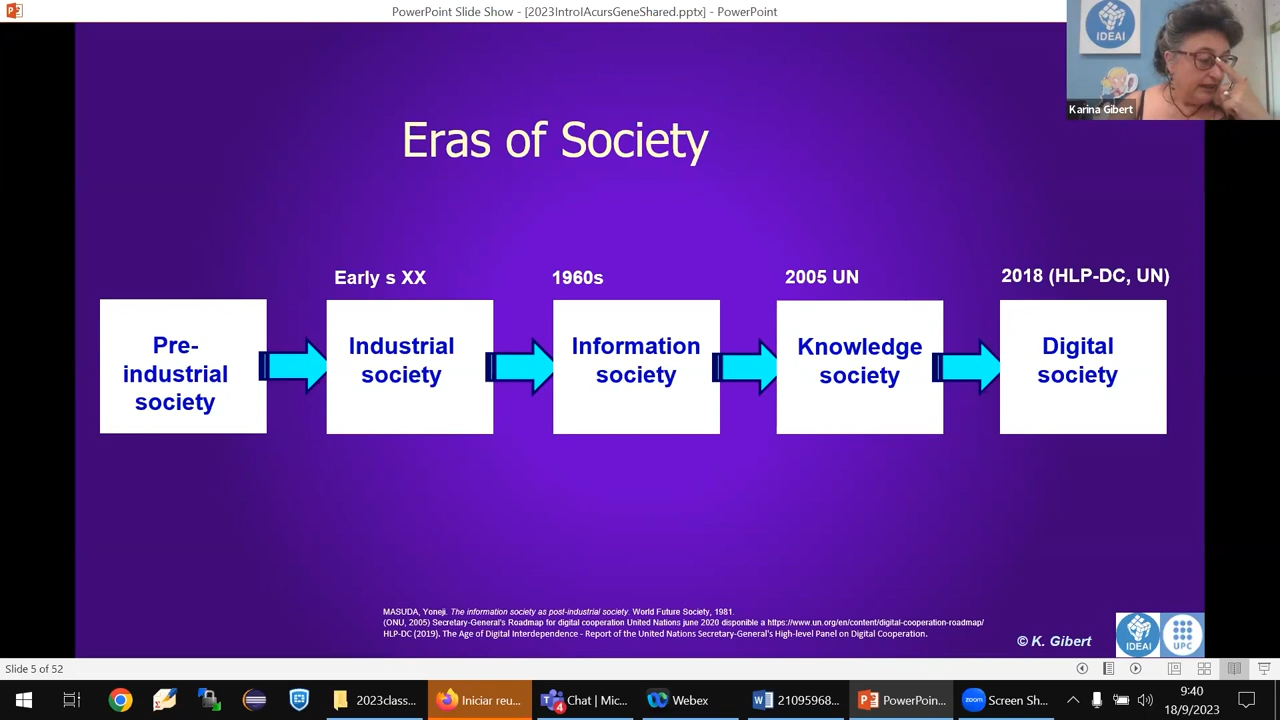 PowerPoint Slide Show - [2023IntroIAcursGeneShared.pptx] - PowerPoint
IDEAI
Karina Gibert
Eras of Society
Early s XX
1960s
2005 UN
2018 (HLP-DC, UN)
Pre-
industrial
society
Industrial
society
Information
society
Knowledge
society
Digital
society
MASUDA, Yoneji. The information society as post-industrial society. World Future Society, 1981.
(ONU, 2005) Secretary-General's Roadmap for digital cooperation United Nations june 2020 disponible a https://www.un.org/en/content/digital-cooperation-roadmap/
HLP-DC (2019). The Age of Digital Interdependence - Report of the United Nations Secretary-General's High-level Panel on Digital Cooperation.
© K. Gibert
IDEAI
UPC
Slide 5 of 52
2023class...
Iniciar reu...
4
Chat | Mic...
Webex
21095968...
PowerPoin...
zoom
Screen Sh...
9:40
18/9/2023